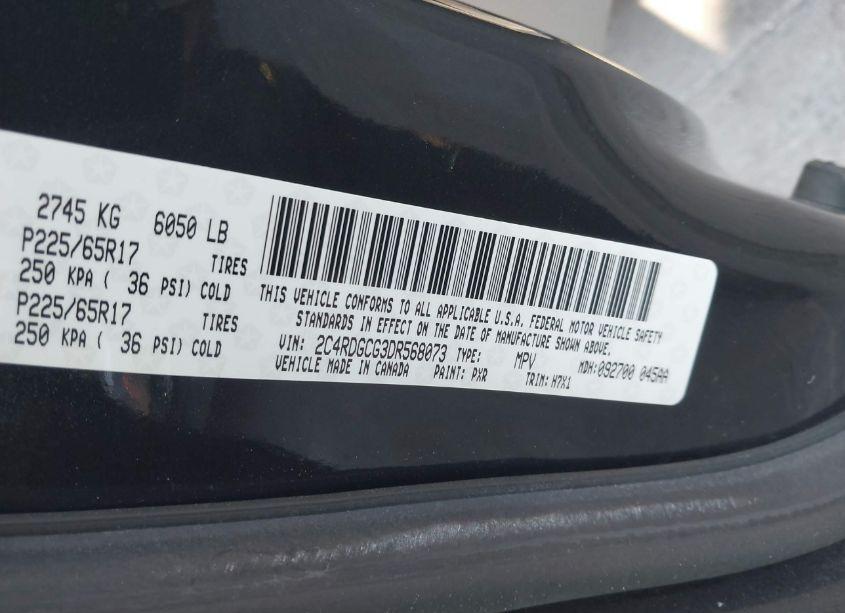 2745 KG 6050 LB
P225/65R17 TIRES
250 KPA ( 36 PSI) COLD
P225/65R17 TIRES
250 KPA ( 36 PSI) COLD
THIS VEHICLE CONFORMS TO ALL APPLICABLE U.S.A. FEDERAL MOTOR VEHICLE SAFETY
STANDARDS IN EFFECT ON THE DATE OF MANUFACTURE SHOWN ABOVE.
VIN: 2C4RDGCG3DR568073 TYPE: MPV MDH:092700 045AA
VEHICLE MADE IN CANADA PAINT: PXR TRIM: H7X1